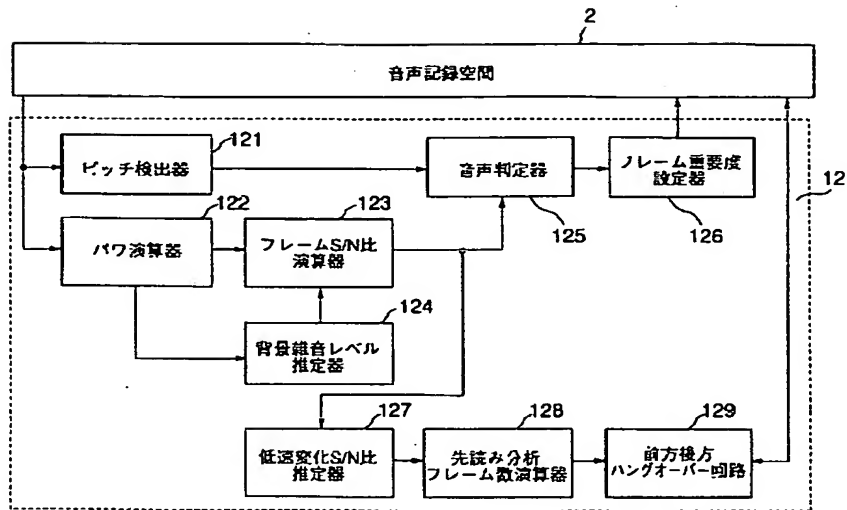 2
音声記録空間
121
ピッチ検出器
122
パワ演算器
123
フレームS/N比
演算器
124
背景雑音レベル
推定器
音声判定器
125
フレーム重要度
設定器
126
12
127
低速変化S/N比
推定器
128
先読み分析
フレーム数演算器
129
前方後方
ハングオーバー回路